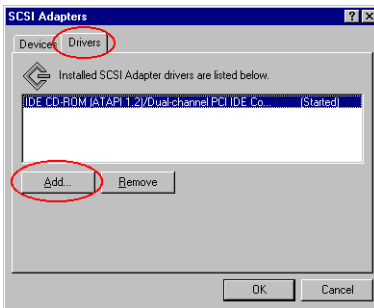 SCSI Adapters
Devices Drivers
Installed SCSI Adapter drivers are listed below.
IDE CD-ROM (ATAPI 1.2)/Dual-channel PCI IDE Co... (Started)
Add... Remove
OK Cancel